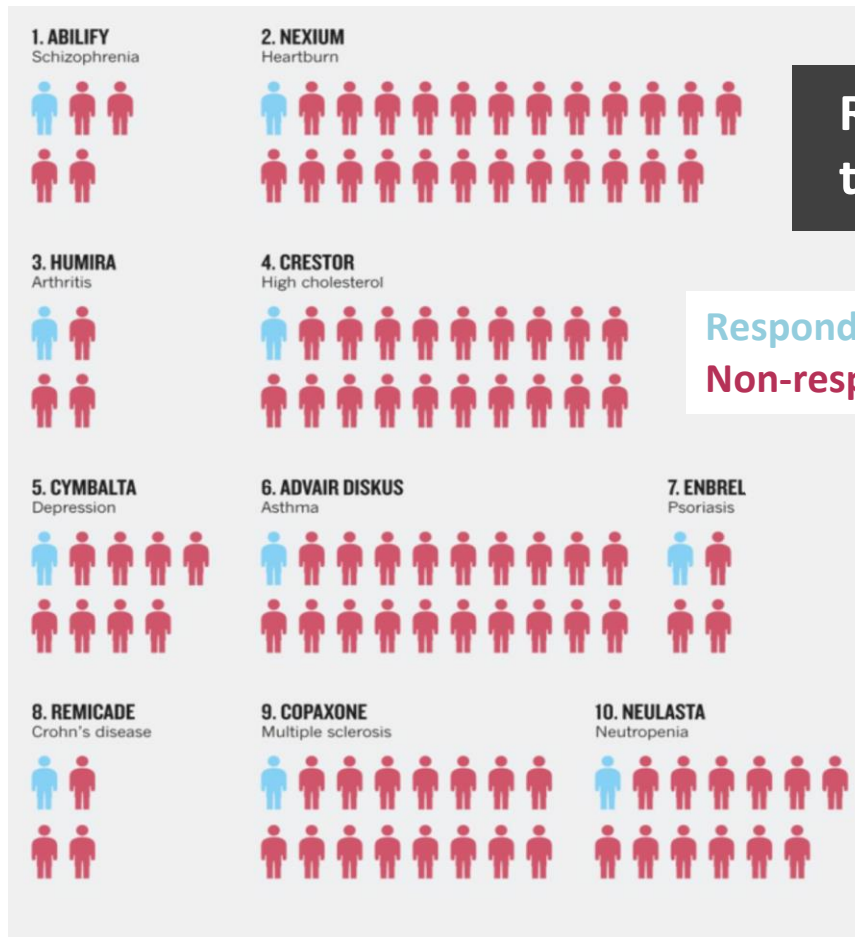 1. ABILIFY
Schizophrenia
2. NEXIUM
Heartburn
R
t
3. HUMIRA
Arthritis
4. CRESTOR
High cholesterol
Respond
Non-resp
5. CYMBALTA
Depression
6. ADVAIR DISKUS
Asthma
7. ENBREL
Psoriasis
8. REMICADE
Crohn's disease
9. COPAXONE
Multiple sclerosis
10. NEULASTA
Neutropenia